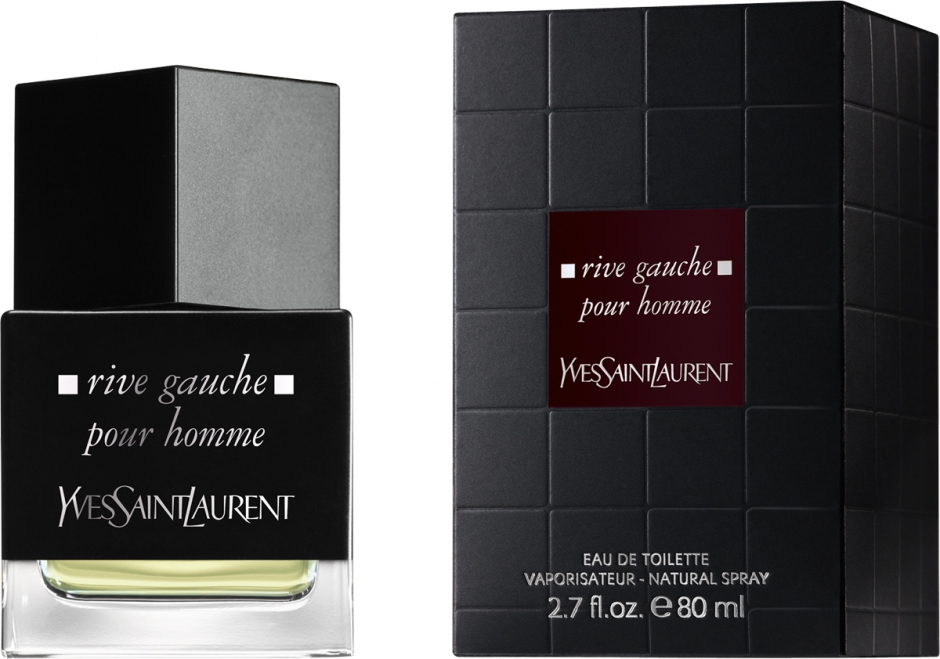 rive gauche
pour homme
YVESSAINTLAURENT
rive gauche
pour homme
YVESSAINTLAURENT
EAU DE TOILETTE
VAPORISATEUR - NATURAL SPRAY
2.7 fl.oz. ℮ 80 ml